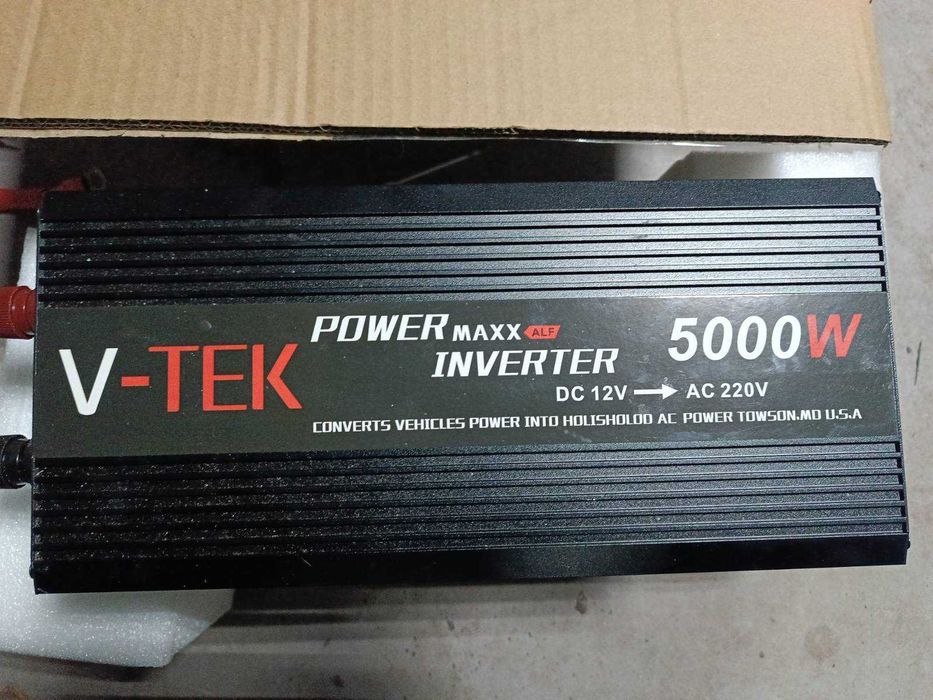 V-TEK
POWER MAXX ALF
INVERTER
5000W
DC 12V → AC 220V
CONVERTS VEHICLES POWER INTO HOLISHOLOD AC POWER TOWSON.MD U.S.A